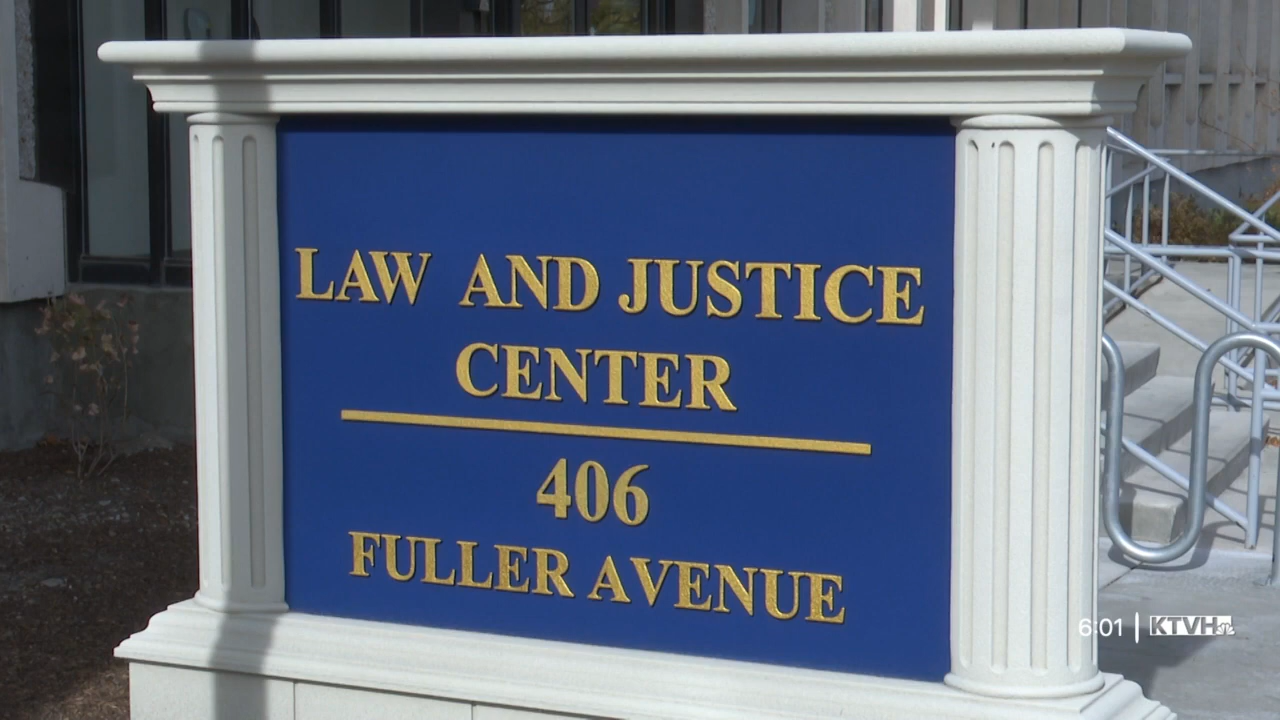 LAW AND JUSTICE
CENTER
406
FULLER AVENUE
6:01 | KTVH